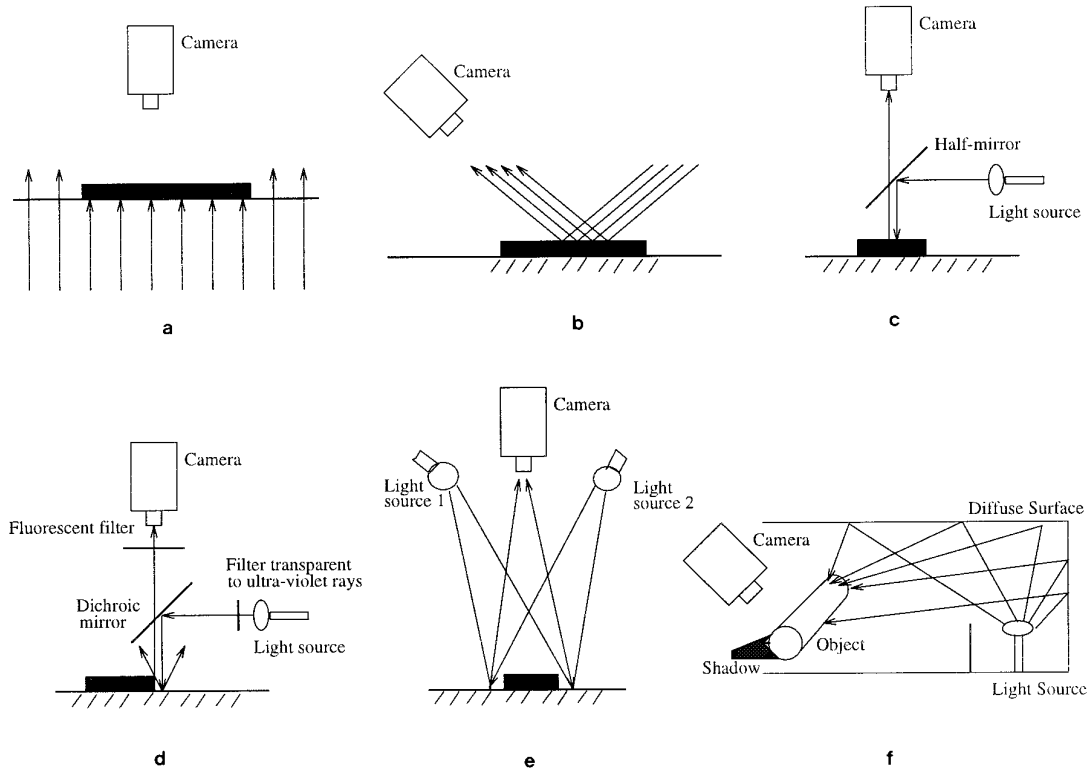 Camera
a
Camera
b
Camera
Half-mirror
Light source
c
Camera
Fluorescent filter
Filter transparent
to ultra-violet rays
Dichroic
mirror
Light source
d
Camera
Light
source 1
Light
source 2
e
Diffuse Surface
Camera
Object
Shadow
Light Source
f